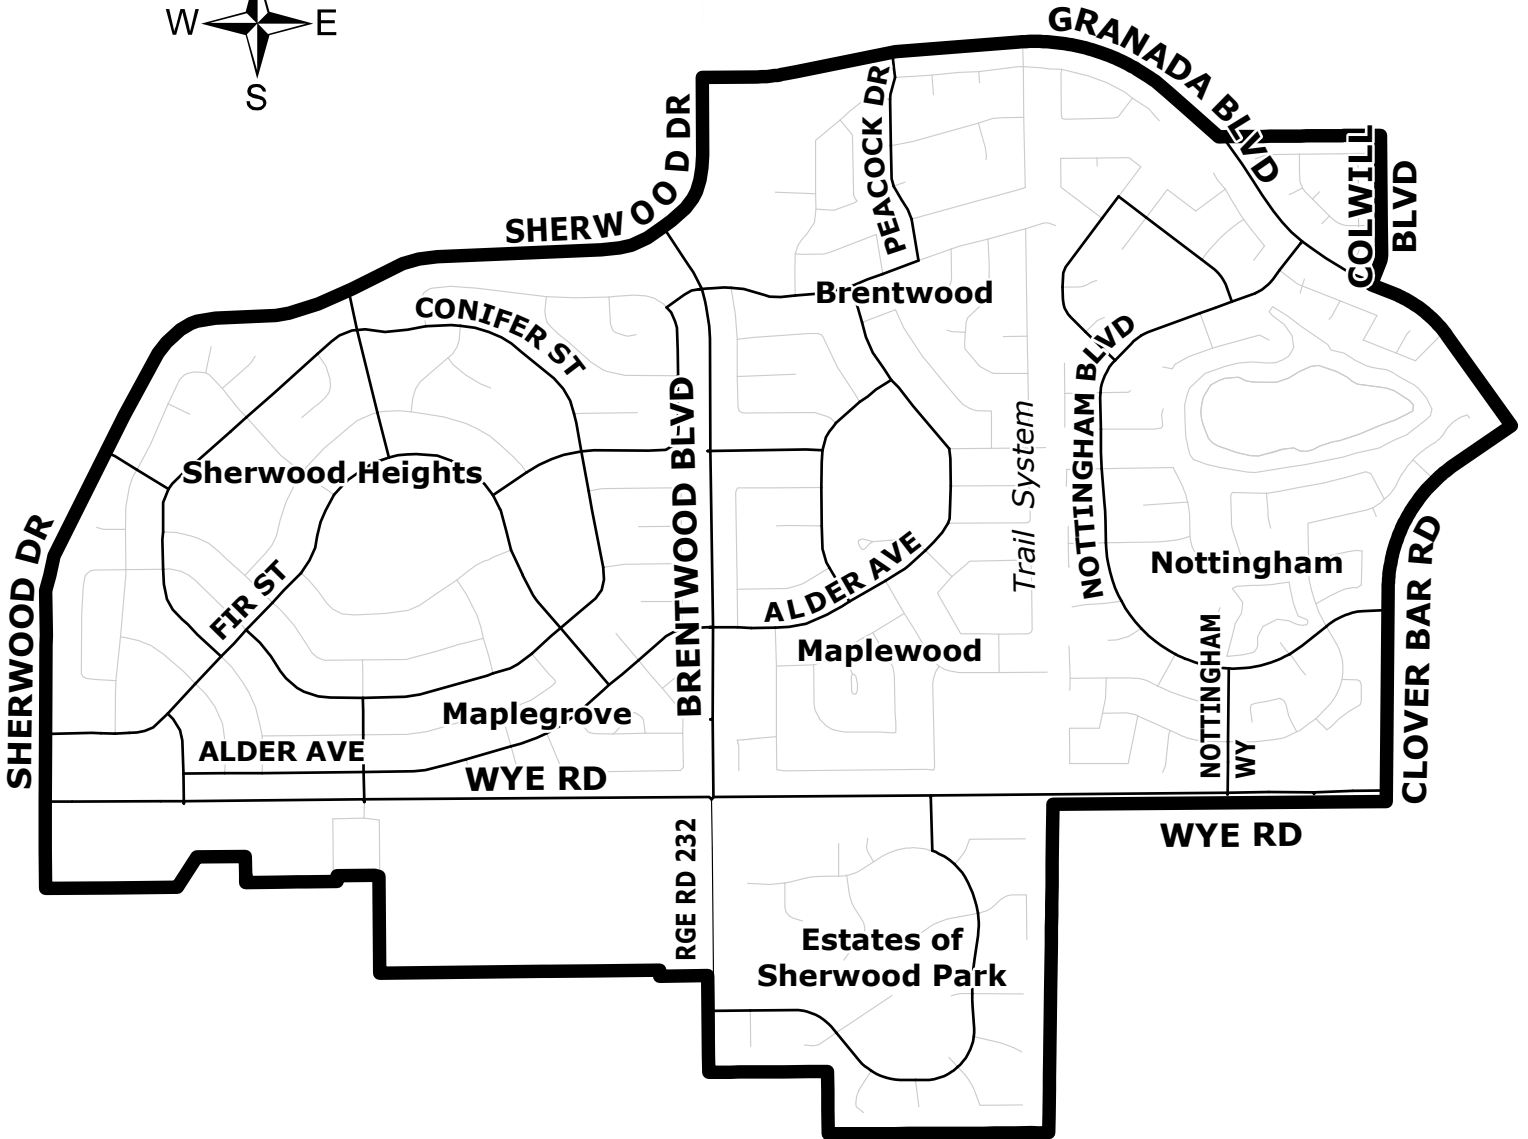 W E
S
GRANADA BLVD
PEACOCK DR
SHERWOOD DR
COLWILL
BLVD
Brentwood
CONIFER ST
NOTTINGHAM BLVD
BRENTWOOD BLVD
Trail System
Sherwood Heights
SHERWOOD DR
FIR ST
ALDER AVE
Nottingham
CLOVER BAR RD
Maplewood
NOTTINGHAM
WY
Maplegrove
ALDER AVE
WYE RD
WYE RD
RGE RD 232
Estates of
Sherwood Park